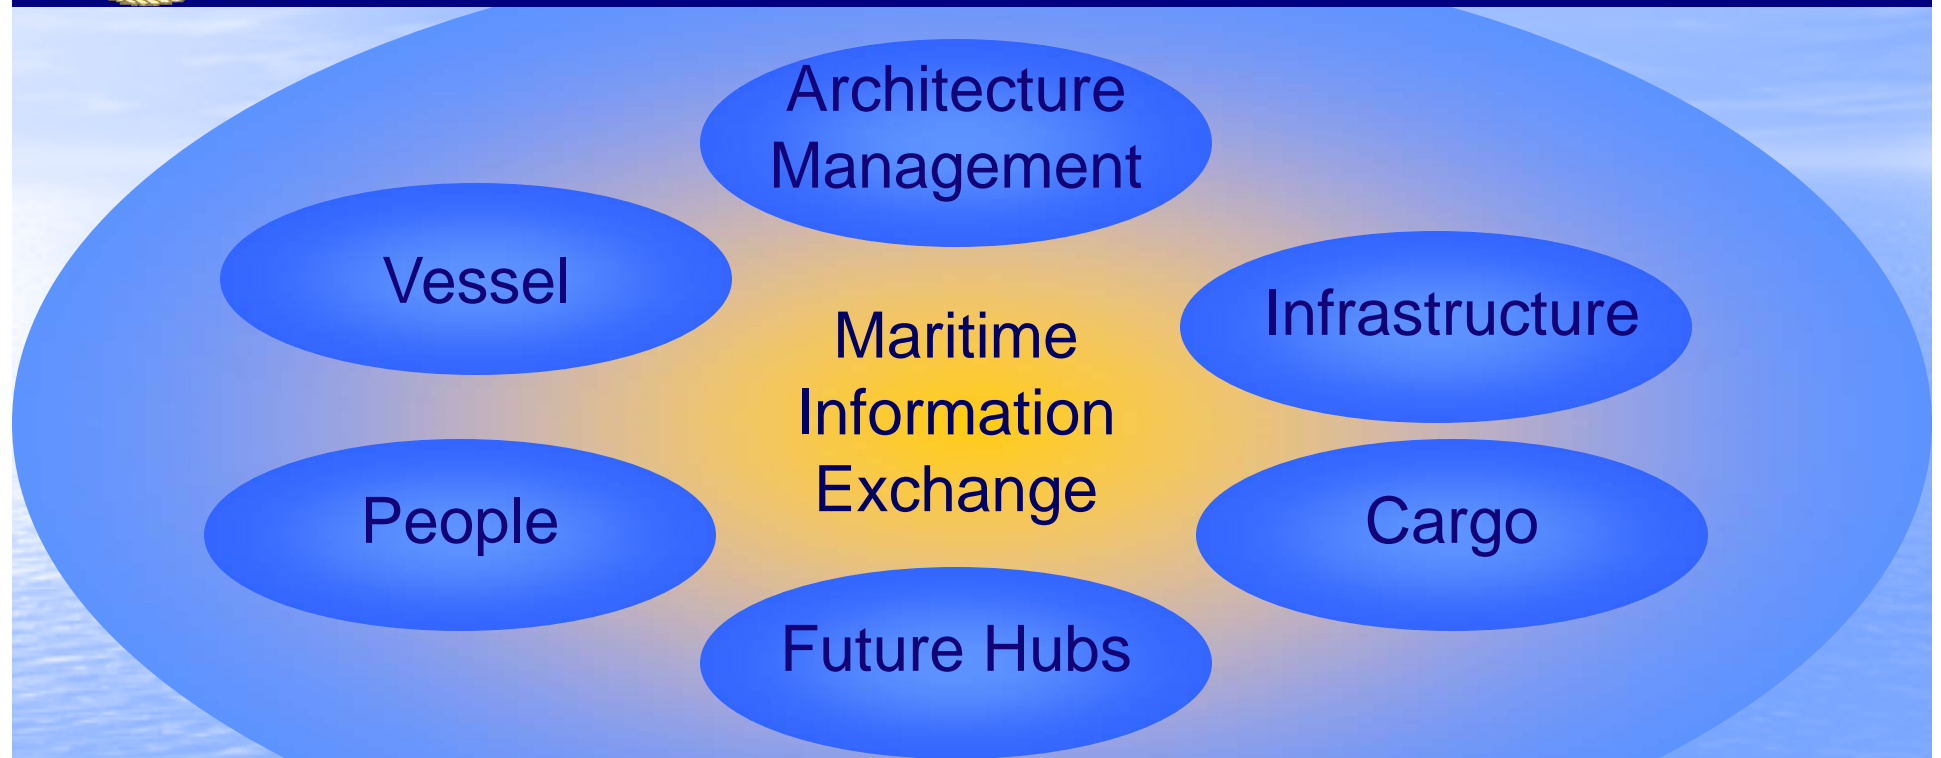 Architecture
Management
Vessel
Infrastructure
Maritime
Information
Exchange
People
Cargo
Future Hubs